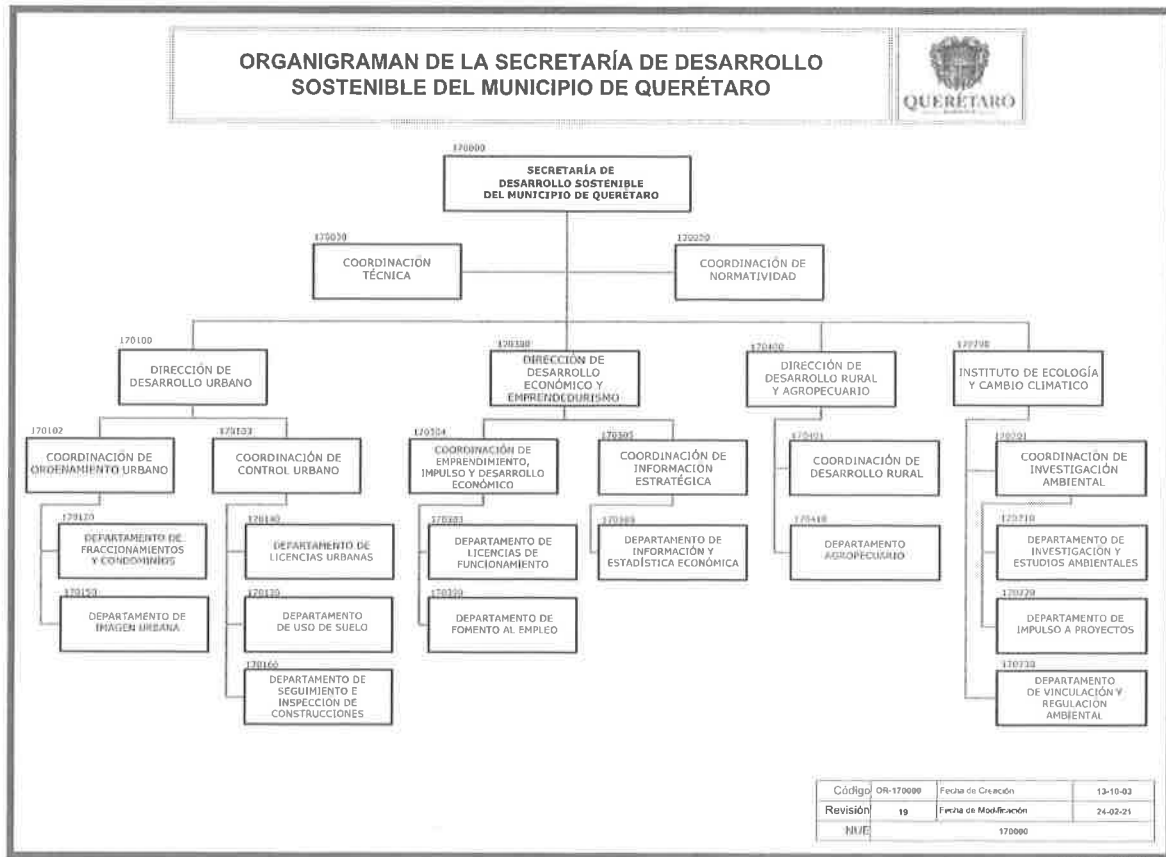 ORGANIGRAMAN DE LA SECRETARÍA DE DESARROLLO
SOSTENIBLE DEL MUNICIPIO DE QUERÉTARO
QUERÉTARO
170000
SECRETARÍA DE
DESARROLLO SOSTENIBLE
DEL MUNICIPIO DE QUERÉTARO
COORDINACIÓN
TÉCNICA
COORDINACIÓN DE
NORMATIVIDAD
170100
DIRECCIÓN DE
DESARROLLO URBANO
170300
DIRECCIÓN DE
DESARROLLO
ECONÓMICO Y
EMPRENDEDURISMO
170400
DIRECCIÓN DE
DESARROLLO RURAL
Y AGROPECUARIO
INSTITUTO DE ECOLOGÍA
Y CAMBIO CLIMATICO
170102
COORDINACIÓN DE
ORDENAMIENTO URBANO
170103
COORDINACIÓN DE
CONTROL URBANO
170304
COORDINACIÓN DE
EMPRENDIMIENTO,
IMPULSO Y DESARROLLO
ECONÓMICO
170305
COORDINACIÓN DE
INFORMACIÓN
ESTRATÉGICA
170401
COORDINACIÓN DE
DESARROLLO RURAL
170701
COORDINACIÓN DE
INVESTIGACIÓN
AMBIENTAL
170120
DEPARTAMENTO DE
FRACCIONAMIENTOS
Y CONDOMINIOS
170140
DEPARTAMENTO DE
LICENCIAS URBANAS
DEPARTAMENTO DE
LICENCIAS DE
FUNCIONAMIENTO
DEPARTAMENTO DE
INFORMACIÓN Y
ESTADÍSTICA ECONÓMICA
170410
DEPARTAMENTO
AGROPECUARIO
170710
DEPARTAMENTO DE
INVESTIGACIÓN Y
ESTUDIOS AMBIENTALES
170150
DEPARTAMENTO DE
IMAGEN URBANA
170130
DEPARTAMENTO
DE USO DE SUELO
DEPARTAMENTO DE
FOMENTO AL EMPLEO
170720
DEPARTAMENTO DE
IMPULSO A PROYECTOS
170160
DEPARTAMENTO DE
SEGUIMIENTO E
INSPECCIÓN DE
CONSTRUCCIONES
170730
DEPARTAMENTO
DE VINCULACIÓN Y
REGULACIÓN
AMBIENTAL
Código OR-170000 Fecha de Creación 13-10-03
Revisión 19 Fecha de Modificación 24-02-21
NUE 170000